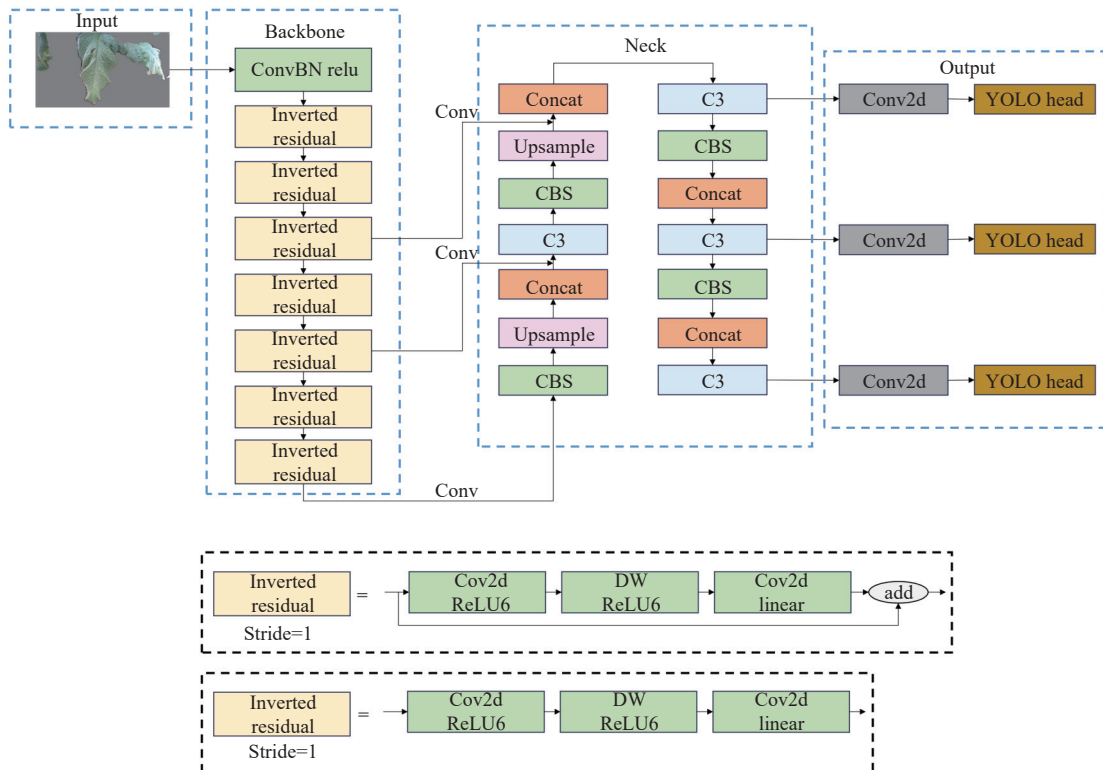 Input
Backbone
ConvBN relu
Inverted
residual
Inverted
residual
Inverted
residual
Inverted
residual
Inverted
residual
Inverted
residual
Inverted
residual
Conv
Conv
Conv
Neck
Concat
Upsample
CBS
C3
Concat
Upsample
CBS
C3
CBS
Concat
C3
CBS
Concat
C3
Output
Conv2d
YOLO head
Conv2d
YOLO head
Conv2d
YOLO head
Inverted
residual
Stride=1
=
Cov2d
ReLU6
DW
ReLU6
Cov2d
linear
add
Inverted
residual
Stride=1
=
Cov2d
ReLU6
DW
ReLU6
Cov2d
linear